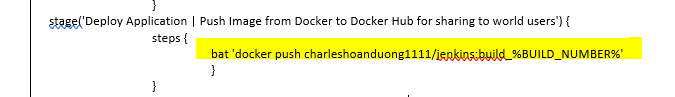 }
stage('Deploy Application | Push Image from Docker to Docker Hub for sharing to world users') {
steps {
bat 'docker push charleshoanduong1111/jenkins:build_%BUILD_NUMBER%'
}
}